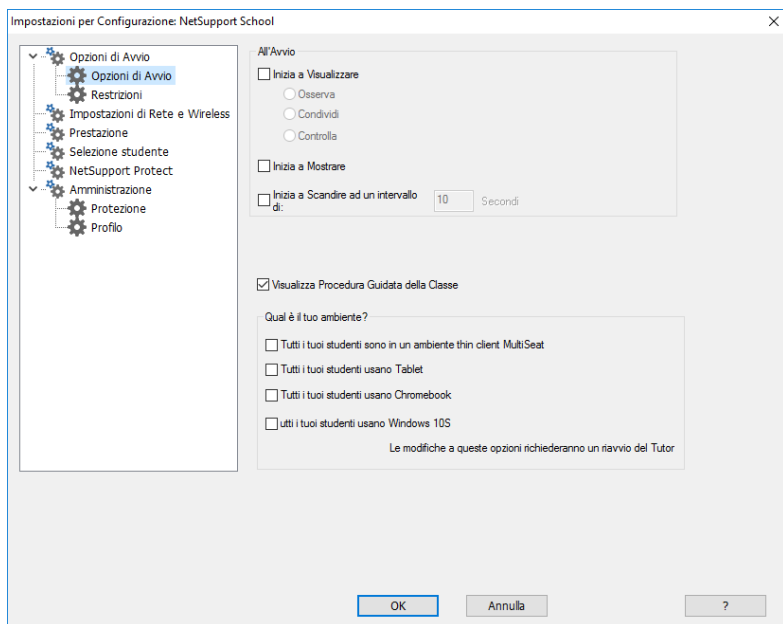 Impostazioni per Configurazione: NetSupport School
Opzioni di Avvio
Opzioni di Avvio
Restrizioni
Impostazioni di Rete e Wireless
Prestazione
Selezione studente
NetSupport Protect
Amministrazione
Protezione
Profilo
All'Avvio
Inizia a Visualizzare
Osserva
Condividi
Controlla
Inizia a Mostrare
Inizia a Scandire ad un intervallo
di:
10 Secondi
Visualizza Procedura Guidata della Classe
Qual è il tuo ambiente?
Tutti i tuoi studenti sono in un ambiente thin client MultiSeat
Tutti i tuoi studenti usano Tablet
Tutti i tuoi studenti usano Chromebook
utti i tuoi studenti usano Windows 10S
Le modifiche a queste opzioni richiederanno un riavvio del Tutor
OK Annulla ?